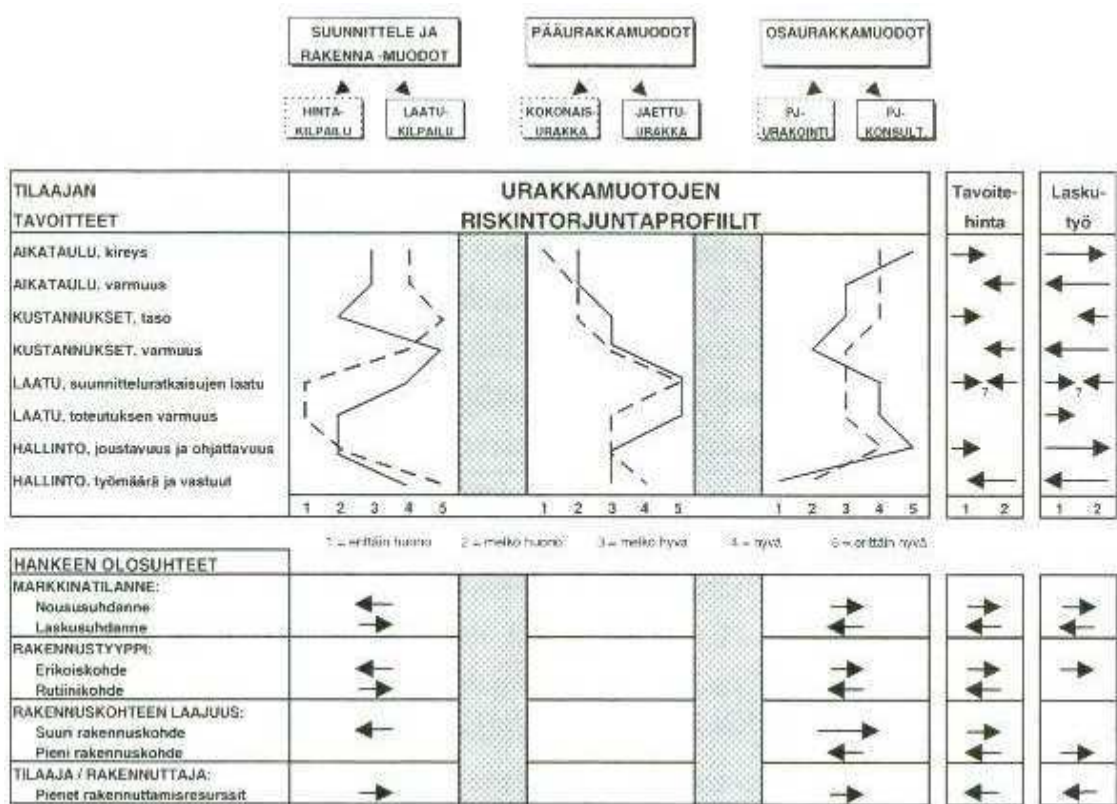 SUUNNITTELE JA
RAKENNA -MUODOT
PÄÄURAKKAMUODOT
OSAURAKKAMUODOT
HINTA-
KILPAILU
LAATU-
KILPAILU
KOKONAIS-
URAKKA
JAETTU-
URAKKA
PJ-
URAKOINTI
PJ-
KONSULT.
TILAAJAN
TAVOITTEET
URAKKAMUOTOJEN
RISKINTORJUNTAPROFIILIT
Tavoite-
hinta
Lasku-
työ
AIKATAULU, kireys
AIKATAULU, varmuus
KUSTANNUKSET, taso
KUSTANNUKSET, varmuus
LAATU, suunnitteluratkaisujen laatu
? ?
LAATU, toteutuksen varmuus
HALLINTO, joustavuus ja ohjattavuus
HALLINTO, työmäärä ja vastuut
1 2 3 4 5 1 2 3 4 5 1 2 3 4 5 1 2 1 2
1 = erittäin huono 2 = melko huono 3 = melko hyvä 4 = hyvä 5 = erittäin hyvä
HANKEEN OLOSUHTEET
MARKKINATILANNE:
Noususuhdanne
Laskusuhdanne
RAKENNUSTYYPPI:
Erikoiskohde
Rutiinikohde
RAKENNUSKOHTEEN LAAJUUS:
Suuri rakennuskohde
Pieni rakennuskohde
TILAAJA / RAKENNUTTAJA:
Pienet rakennuttamisresurssit